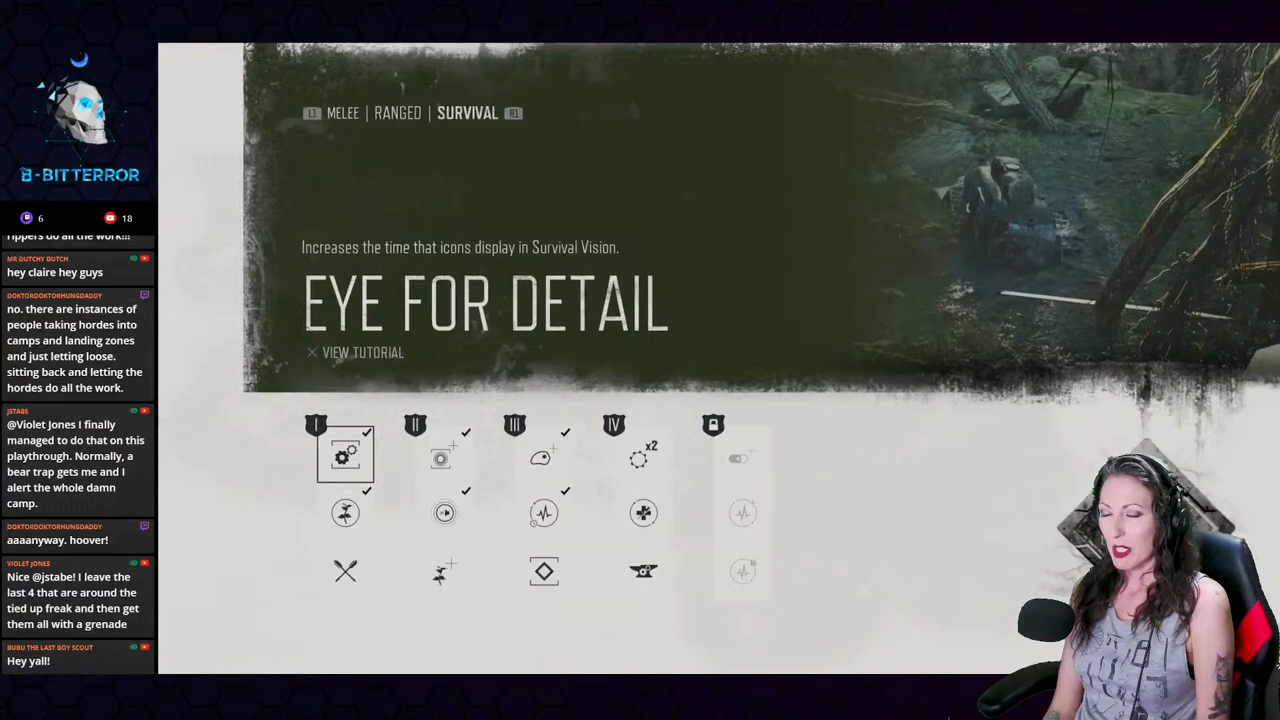 8-BITTERROR
6
18
rippers do all the work!!!
MR DUTCHY DUTCH
hey claire hey guys
DOKTORDOKTORHUNGDADDY
no. there are instances of
people taking hordes into
camps and landing zones
and just letting loose.
sitting back and letting the
hordes do all the work.
JSTABE
@Violet Jones I finally
managed to do that on this
playthrough. Normally, a
bear trap gets me and I
alert the whole damn
camp.
DOKTORDOKTORHUNGDADDY
aaaanyway. hoover!
VIOLET JONES
Nice @jstabe! I leave the
last 4 that are around the
tied up freak and then get
them all with a grenade
BUBU THE LAST BOY SCOUT
Hey yall!
L1 MELEE | RANGED | SURVIVAL R1
Increases the time that icons display in Survival Vision.
EYE FOR DETAIL
VIEW TUTORIAL
I II III IV
x2